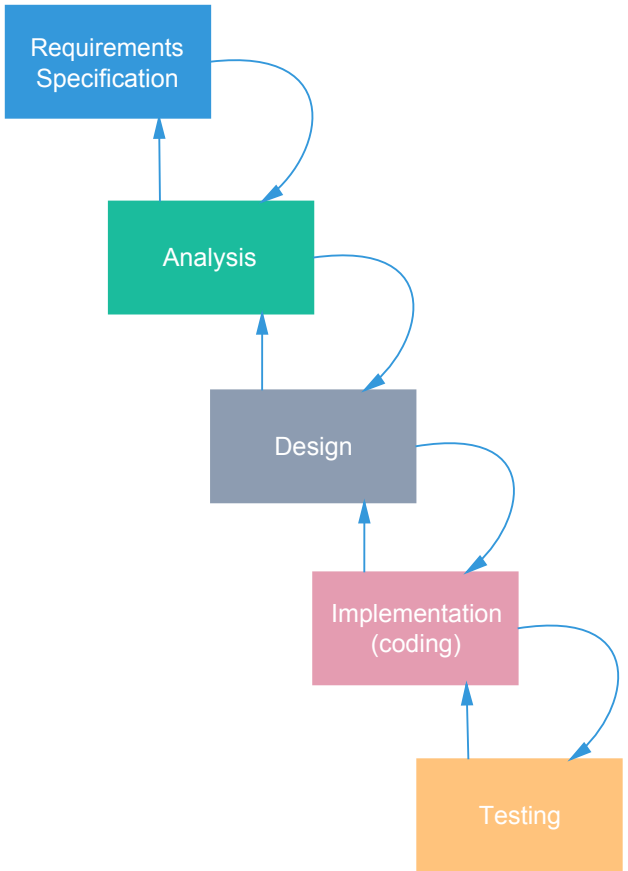 Requirements
Specification
Analysis
Design
Implementation
(coding)
Testing